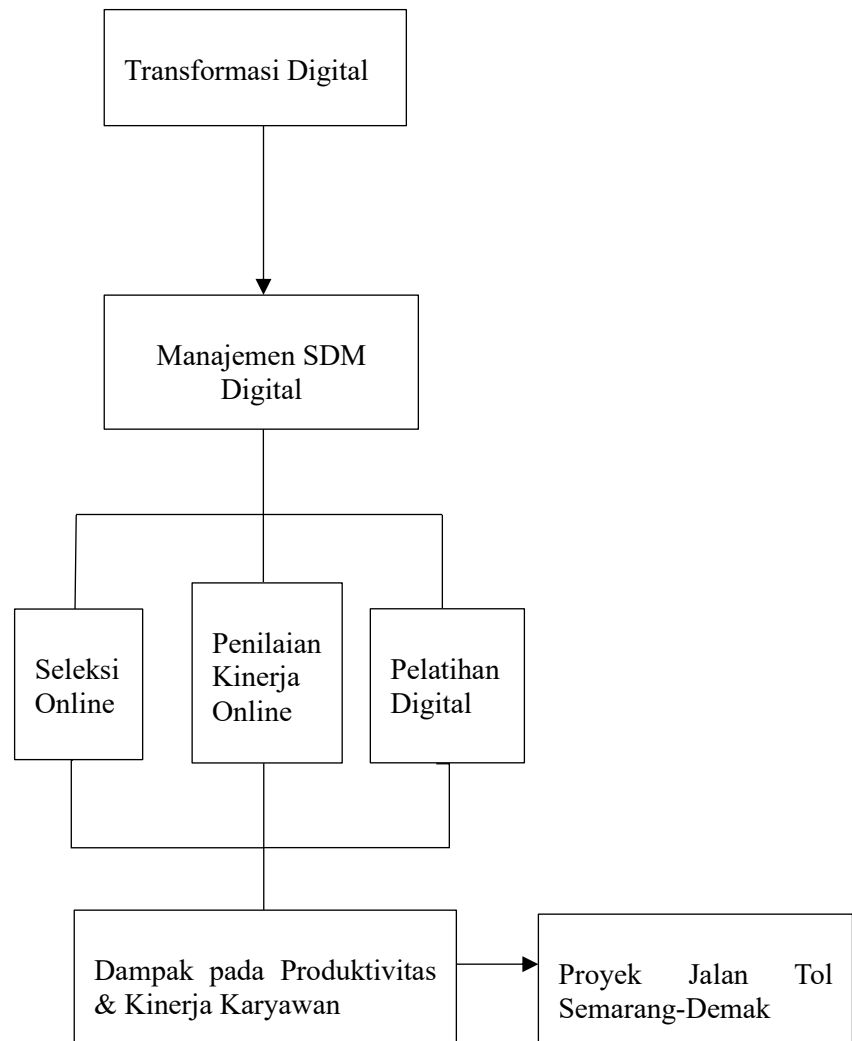 Transformasi Digital
Manajemen SDM
Digital
Seleksi
Online
Penilaian
Kinerja
Online
Pelatihan
Digital
Dampak pada Produktivitas
& Kinerja Karyawan
Proyek Jalan Tol
Semarang-Demak